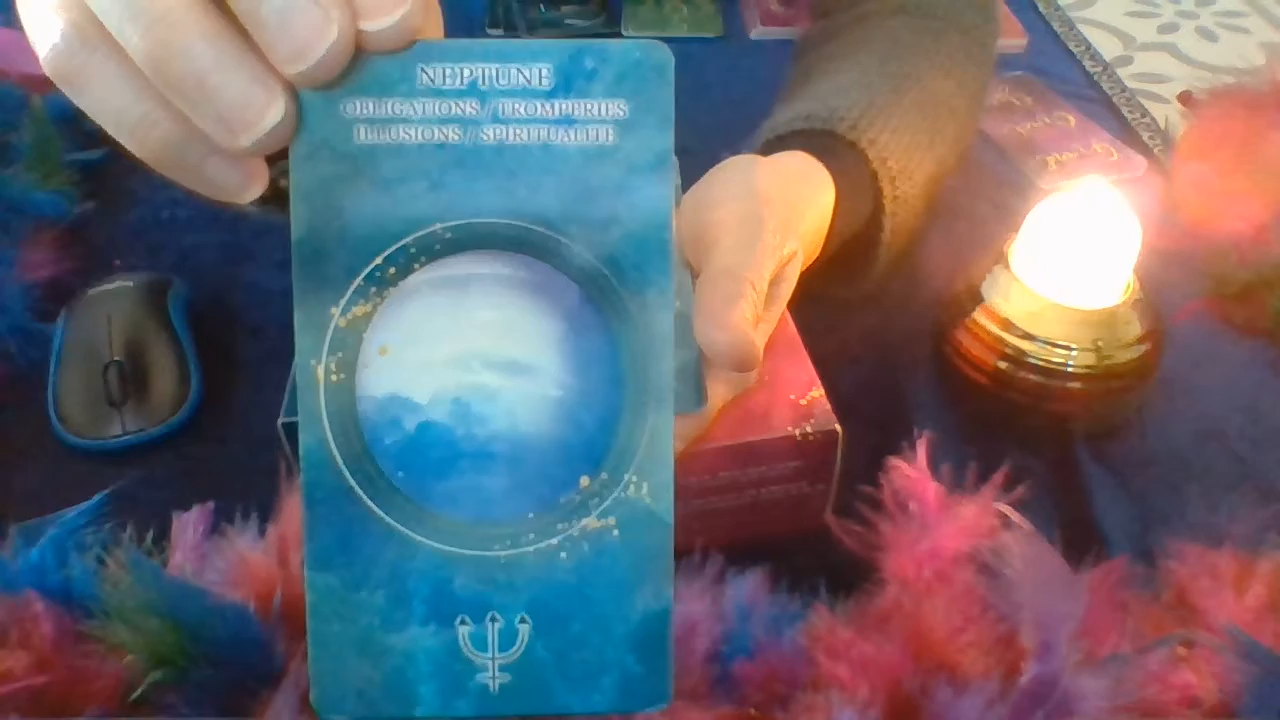 NEPTUNE
OBLIGATIONS / TROMPERIES
ILLUSIONS / SPIRITUALITÉ